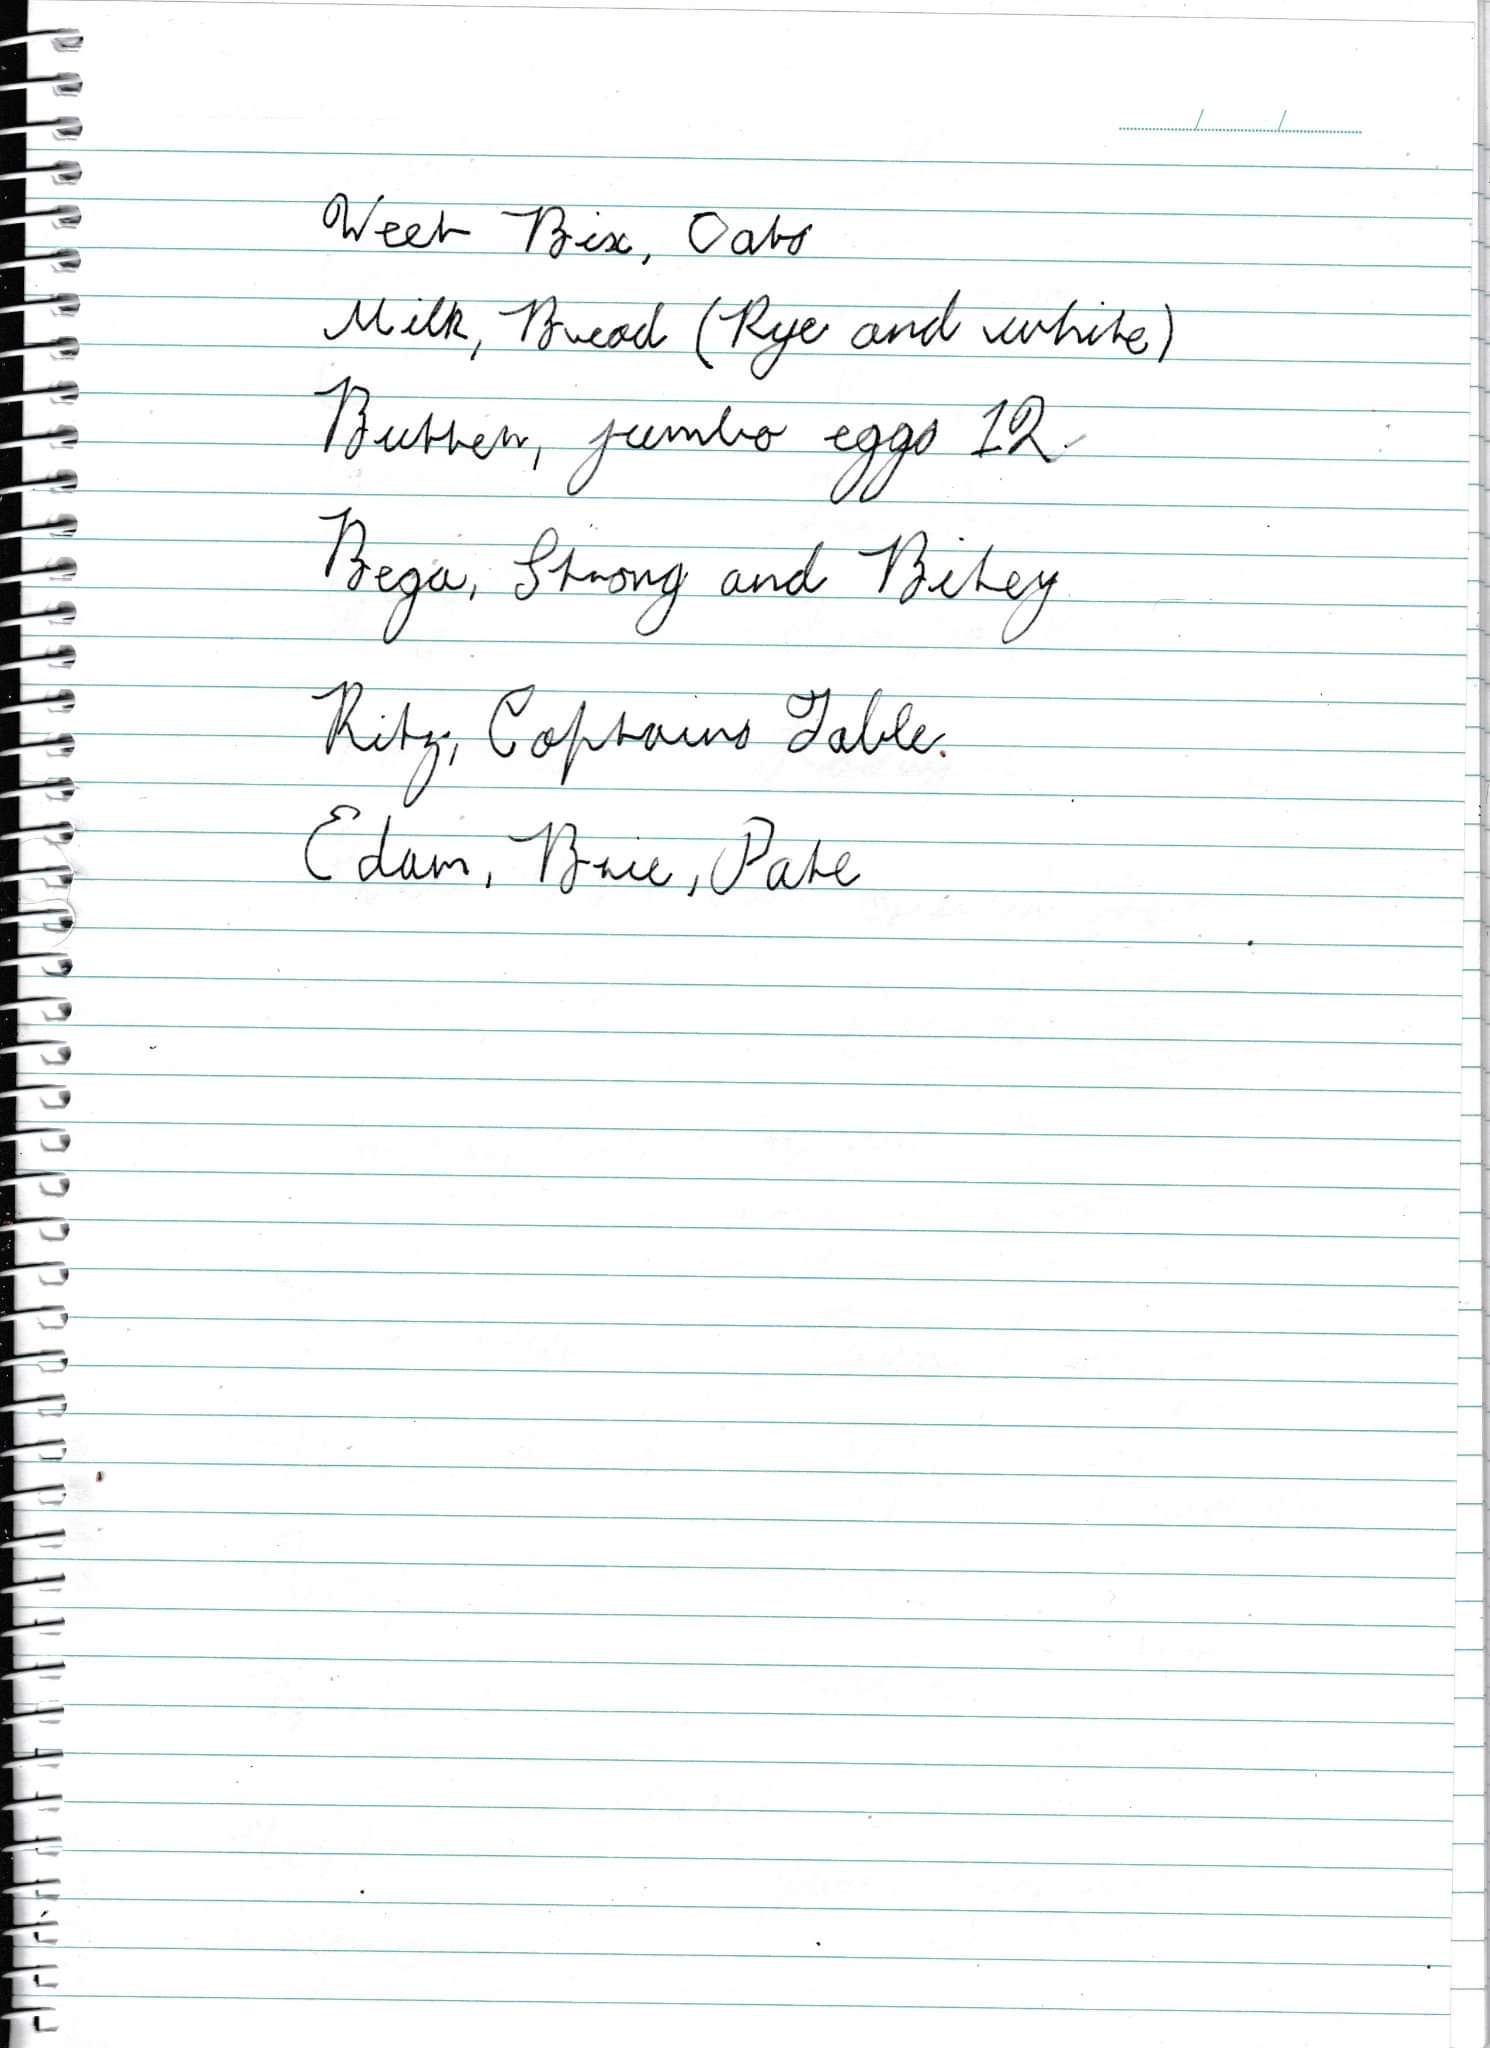 Weet Bix, Oats
Milk, Bread (Rye and white)
Butter, jumbo eggs 12
Bega, Strong and Bitey
Ritz, Captains Table.
Edam, Brie, Pate